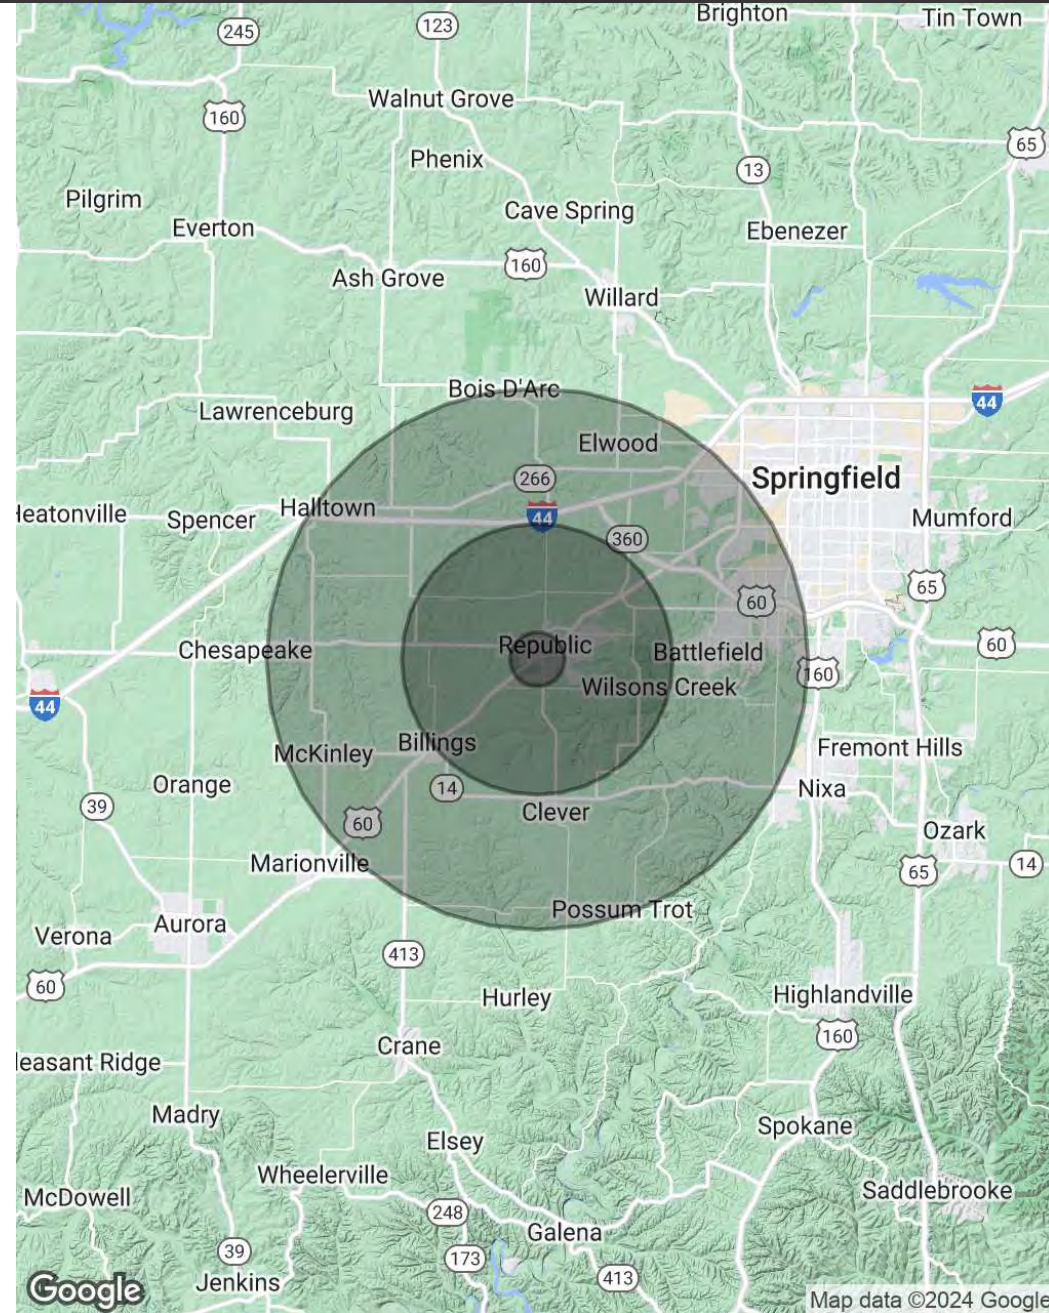 Brighton
Tin Town
245
123
Walnut Grove
160
65
Phenix
13
Pilgrim
Cave Spring
Everton
Ebenezer
160
Ash Grove
Willard
Bois D'Arc
44
Lawrenceburg
Elwood
266
Springfield
Halltown
Heatonville
Spencer
44
Mumford
360
65
60
Republic
60
Chesapeake
Battlefield
160
Wilsons Creek
44
Billings
Fremont Hills
McKinley
Orange
14
Nixa
39
Clever
60
Ozark
Marionville
14
65
Possum Trot
Aurora
Verona
413
60
Hurley
Highlandville
160
Crane
leasant Ridge
Madry
Spokane
Elsey
Wheelerville
Saddlebrooke
McDowell
248
Galena
39
173
413
Jenkins
Google
Map data ©2024 Google